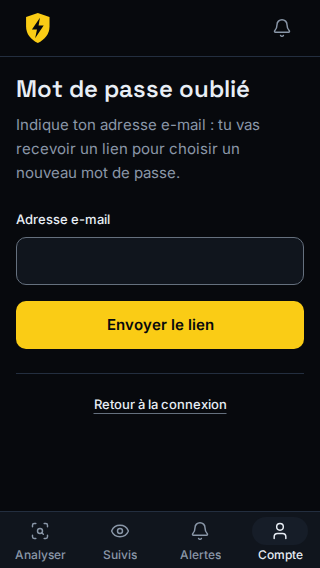 Mot de passe oublié
Indique ton adresse e-mail : tu vas
recevoir un lien pour choisir un
nouveau mot de passe.
Adresse e-mail
Envoyer le lien
Retour à la connexion
Analyser
Suivis
Alertes
Compte